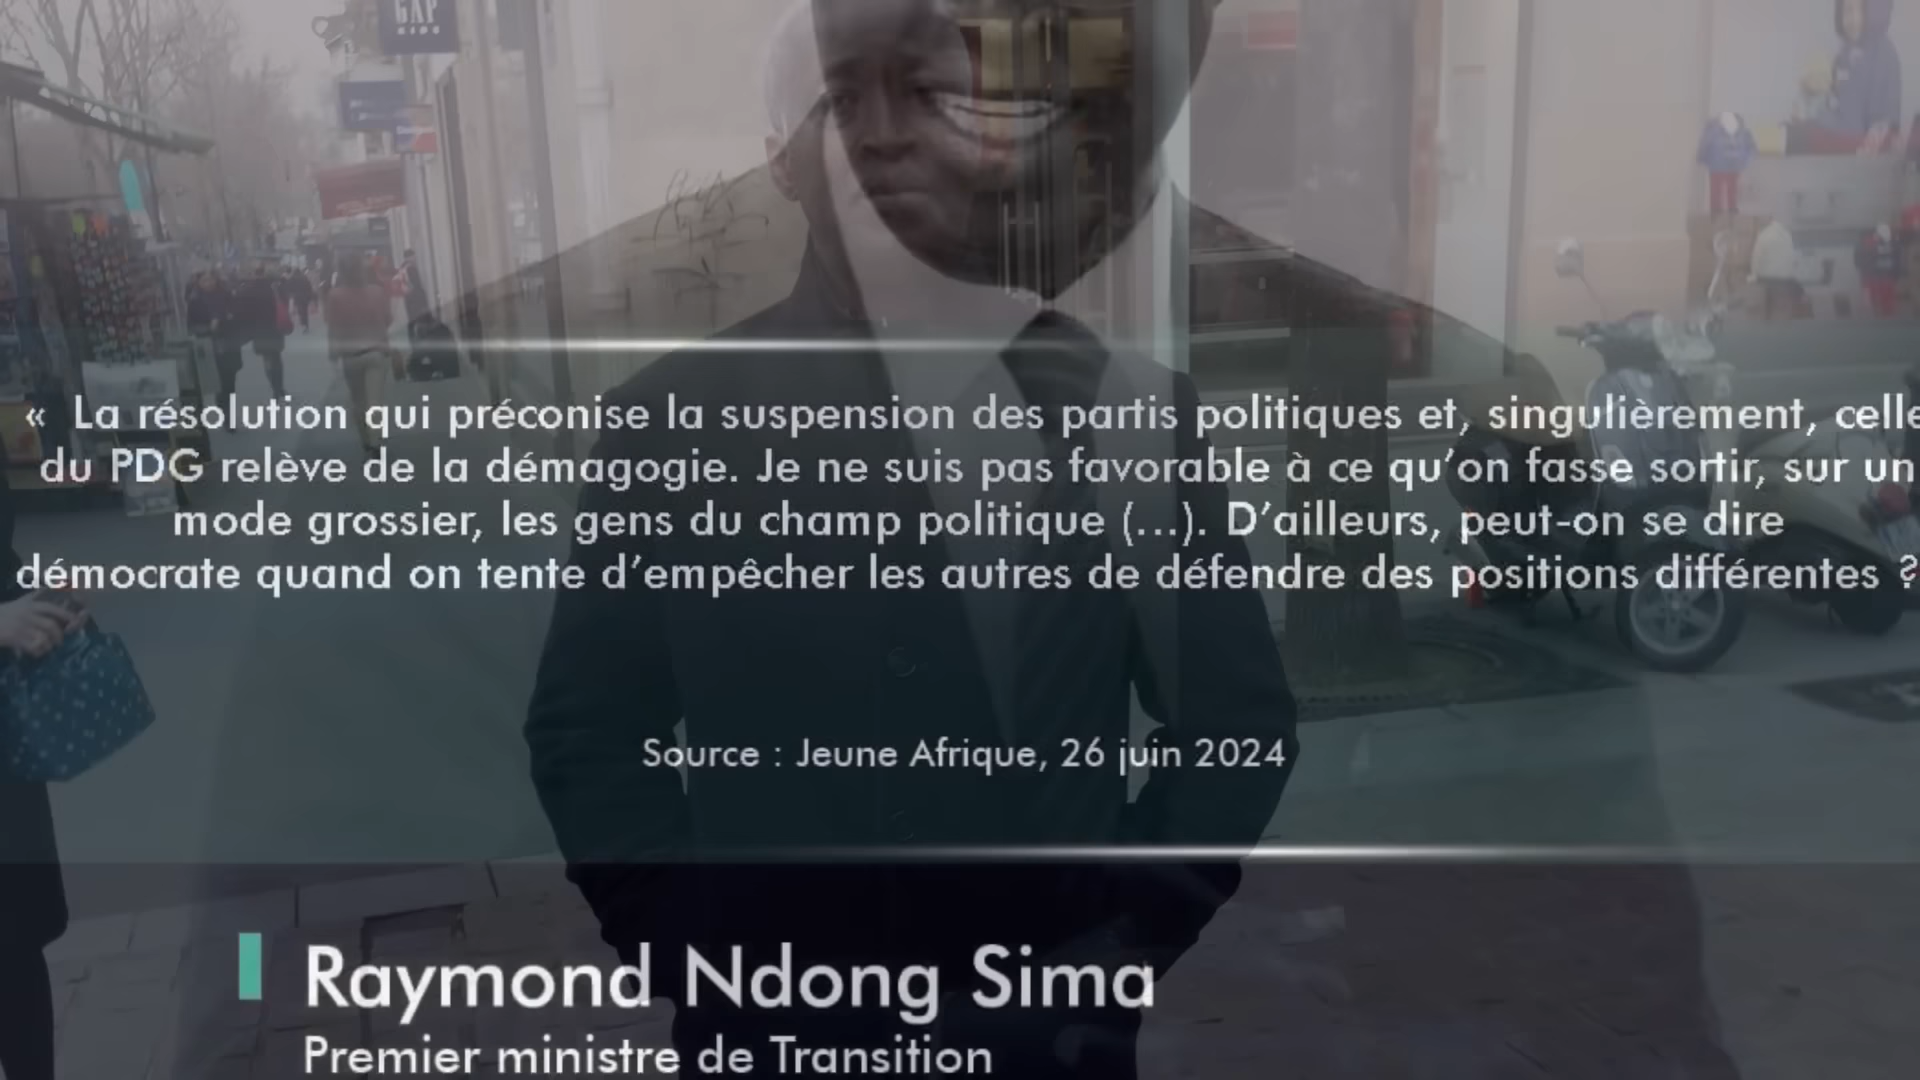 GAP
KIDS
« La résolution qui préconise la suspension des partis politiques et, singulièrement, celle
du PDG relève de la démagogie. Je ne suis pas favorable à ce qu’on fasse sortir, sur un
mode grossier, les gens du champ politique (...). D’ailleurs, peut-on se dire
démocrate quand on tente d’empêcher les autres de défendre des positions différentes ?
Source : Jeune Afrique, 26 juin 2024
Raymond Ndong Sima
Premier ministre de Transition